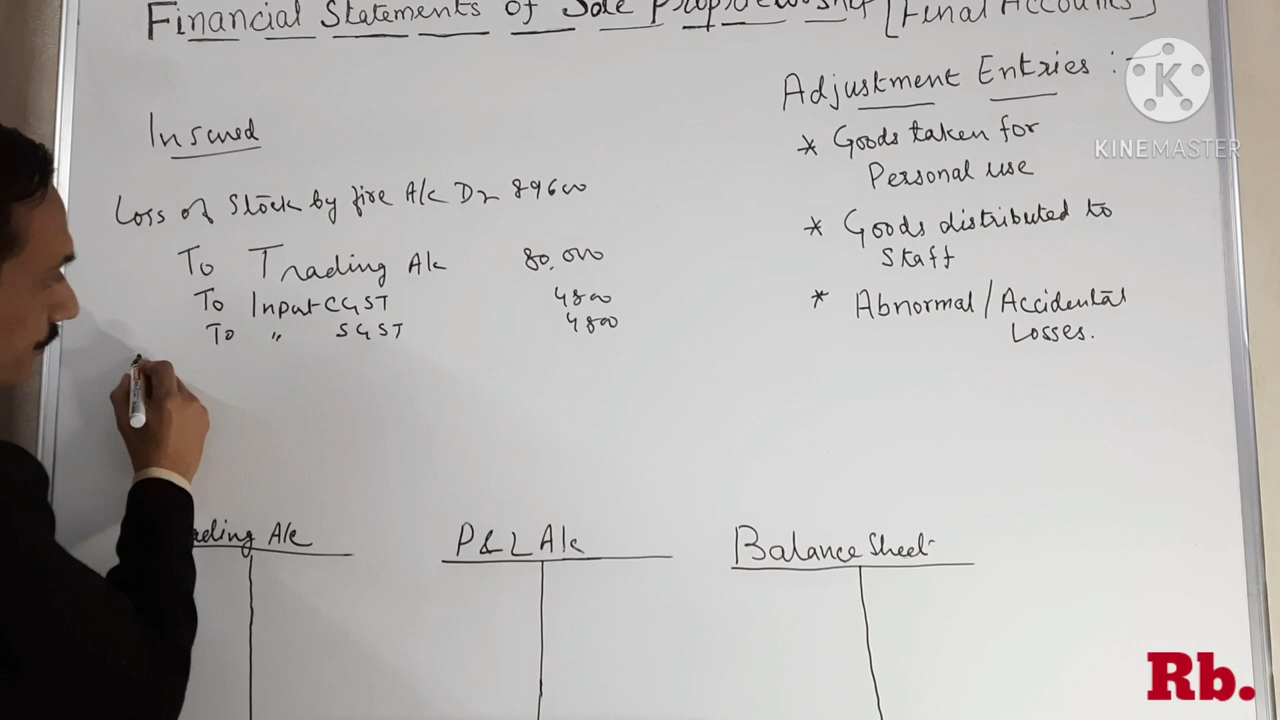 Financial Statements of Sole Proprietorship [Final Accounts]
Insured
Loss of Stock by fire A/c Dr 89600
To Trading A/c 80,000
To Input CGST 4800
To " SGST 4800
Adjustment Entries :-
* Goods taken for
Personal use
* Goods distributed to
Staff
* Abnormal / Accidental
Losses.
ading A/c
P & L A/c
Balance Sheet
K
KINEMASTER
Rb.